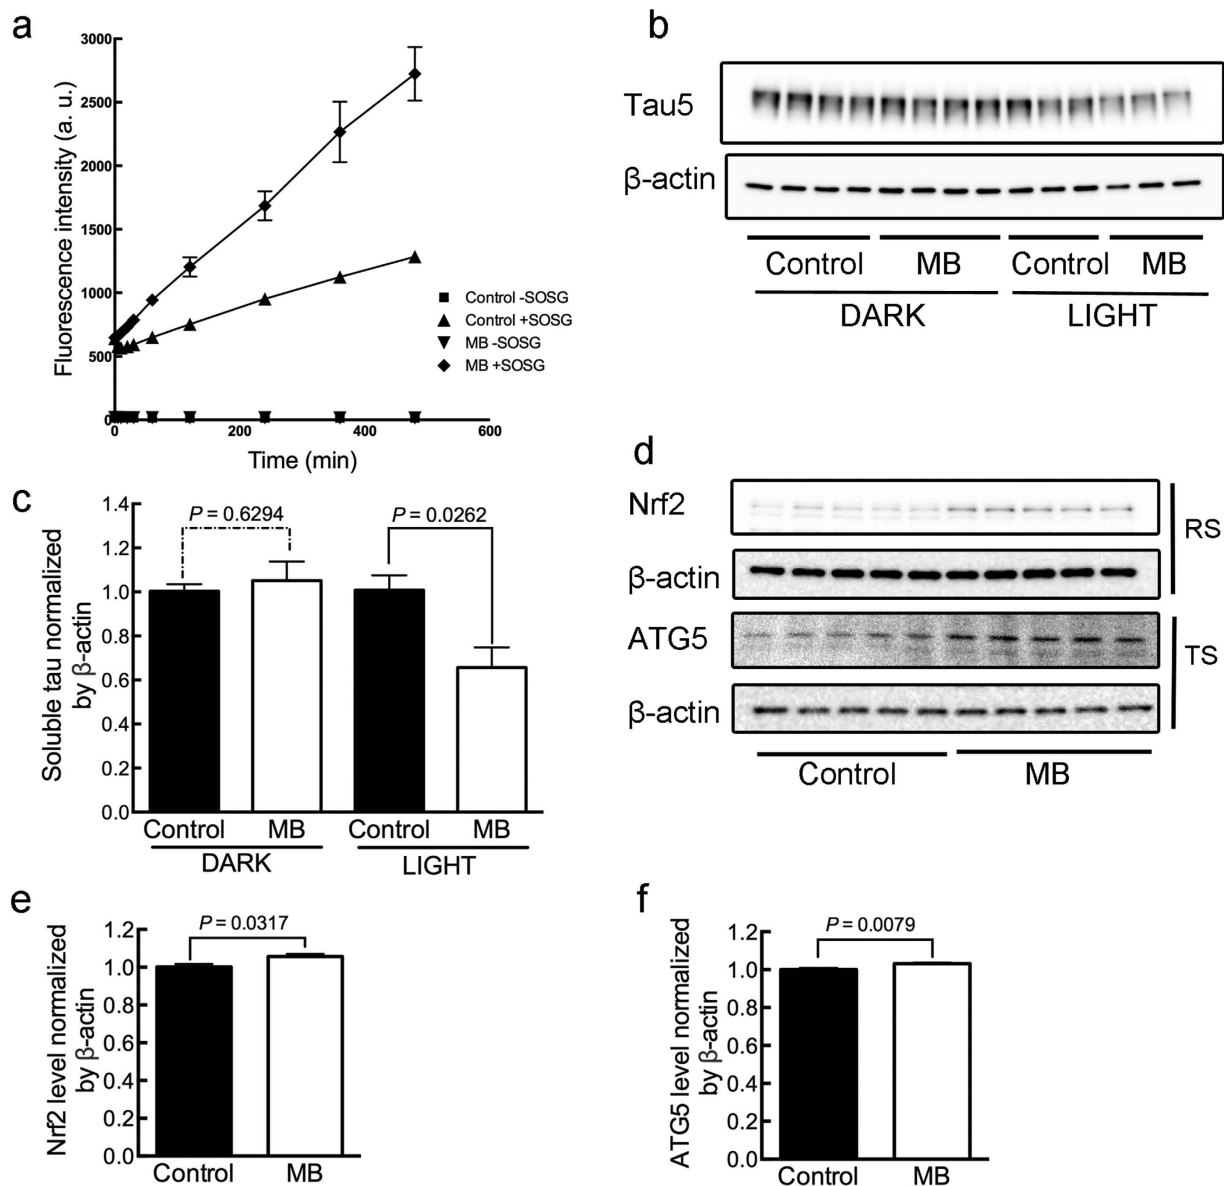 a
3000
2500
2000
1500
1000
500
0
0 200 400 600
Fluorescence intensity (a. u.)
Time (min)
Control -SOSG
Control +SOSG
MB -SOSG
MB +SOSG
b
Tau5
β-actin
Control MB Control MB
DARK LIGHT
c
1.4
1.2
1.0
0.8
0.6
0.4
0.2
0.0
Soluble tau normalized
by β-actin
P = 0.6294
P = 0.0262
Control MB Control MB
DARK LIGHT
d
Nrf2
β-actin
RS
ATG5
β-actin
TS
Control MB
e
1.2
1.0
0.8
0.6
0.4
0.2
0.0
Nrf2 level normalized
by β-actin
P = 0.0317
Control MB
f
1.2
1.0
0.8
0.6
0.4
0.2
0.0
ATG5 level normalized
by β-actin
P = 0.0079
Control MB